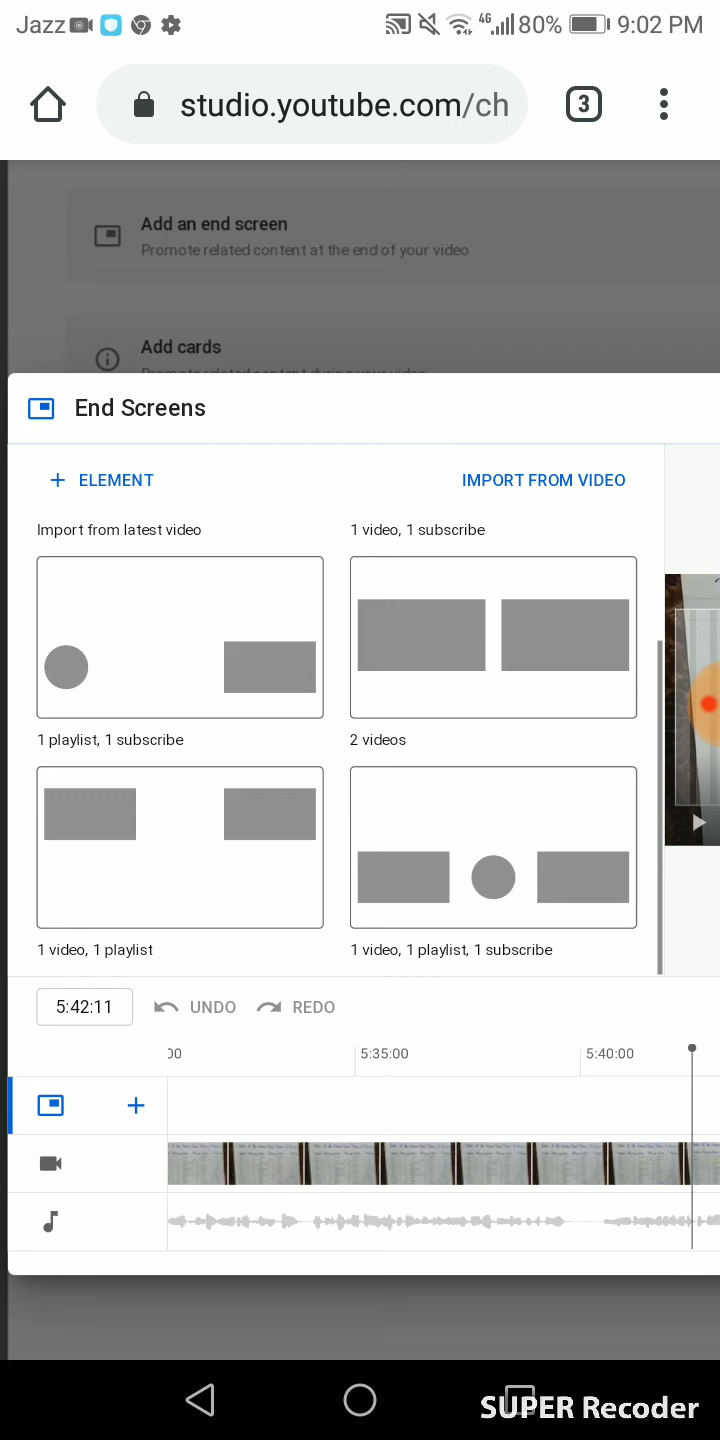 Jazz 4G 80% 9:02 PM
studio.youtube.com/ch 3
Add an end screen
Promote related content at the end of your video
Add cards
End Screens
+ ELEMENT IMPORT FROM VIDEO
Import from latest video 1 video, 1 subscribe
1 playlist, 1 subscribe 2 videos
1 video, 1 playlist 1 video, 1 playlist, 1 subscribe
5:42:11 UNDO REDO
00 5:35:00 5:40:00
SUPER Recoder